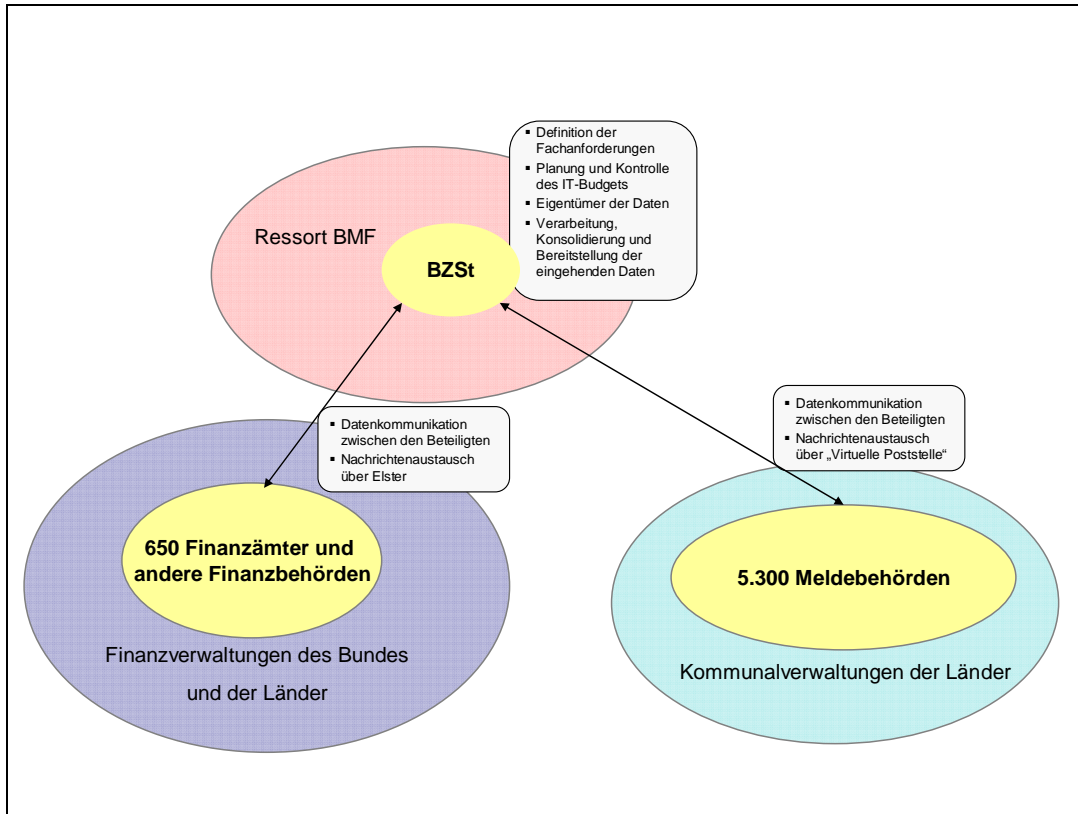 ▪ Definition der
Fachanforderungen
▪ Planung und Kontrolle
des IT-Budgets
▪ Eigentümer der Daten
▪ Verarbeitung,
Konsolidierung und
Bereitstellung der
eingehenden Daten
Ressort BMF
BZSt
▪ Datenkommunikation
zwischen den Beteiligten
▪ Nachrichtenaustausch
über Elster
▪ Datenkommunikation
zwischen den Beteiligten
▪ Nachrichtenaustausch
über „Virtuelle Poststelle“
650 Finanzämter und
andere Finanzbehörden
Finanzverwaltungen des Bundes
und der Länder
5.300 Meldebehörden
Kommunalverwaltungen der Länder